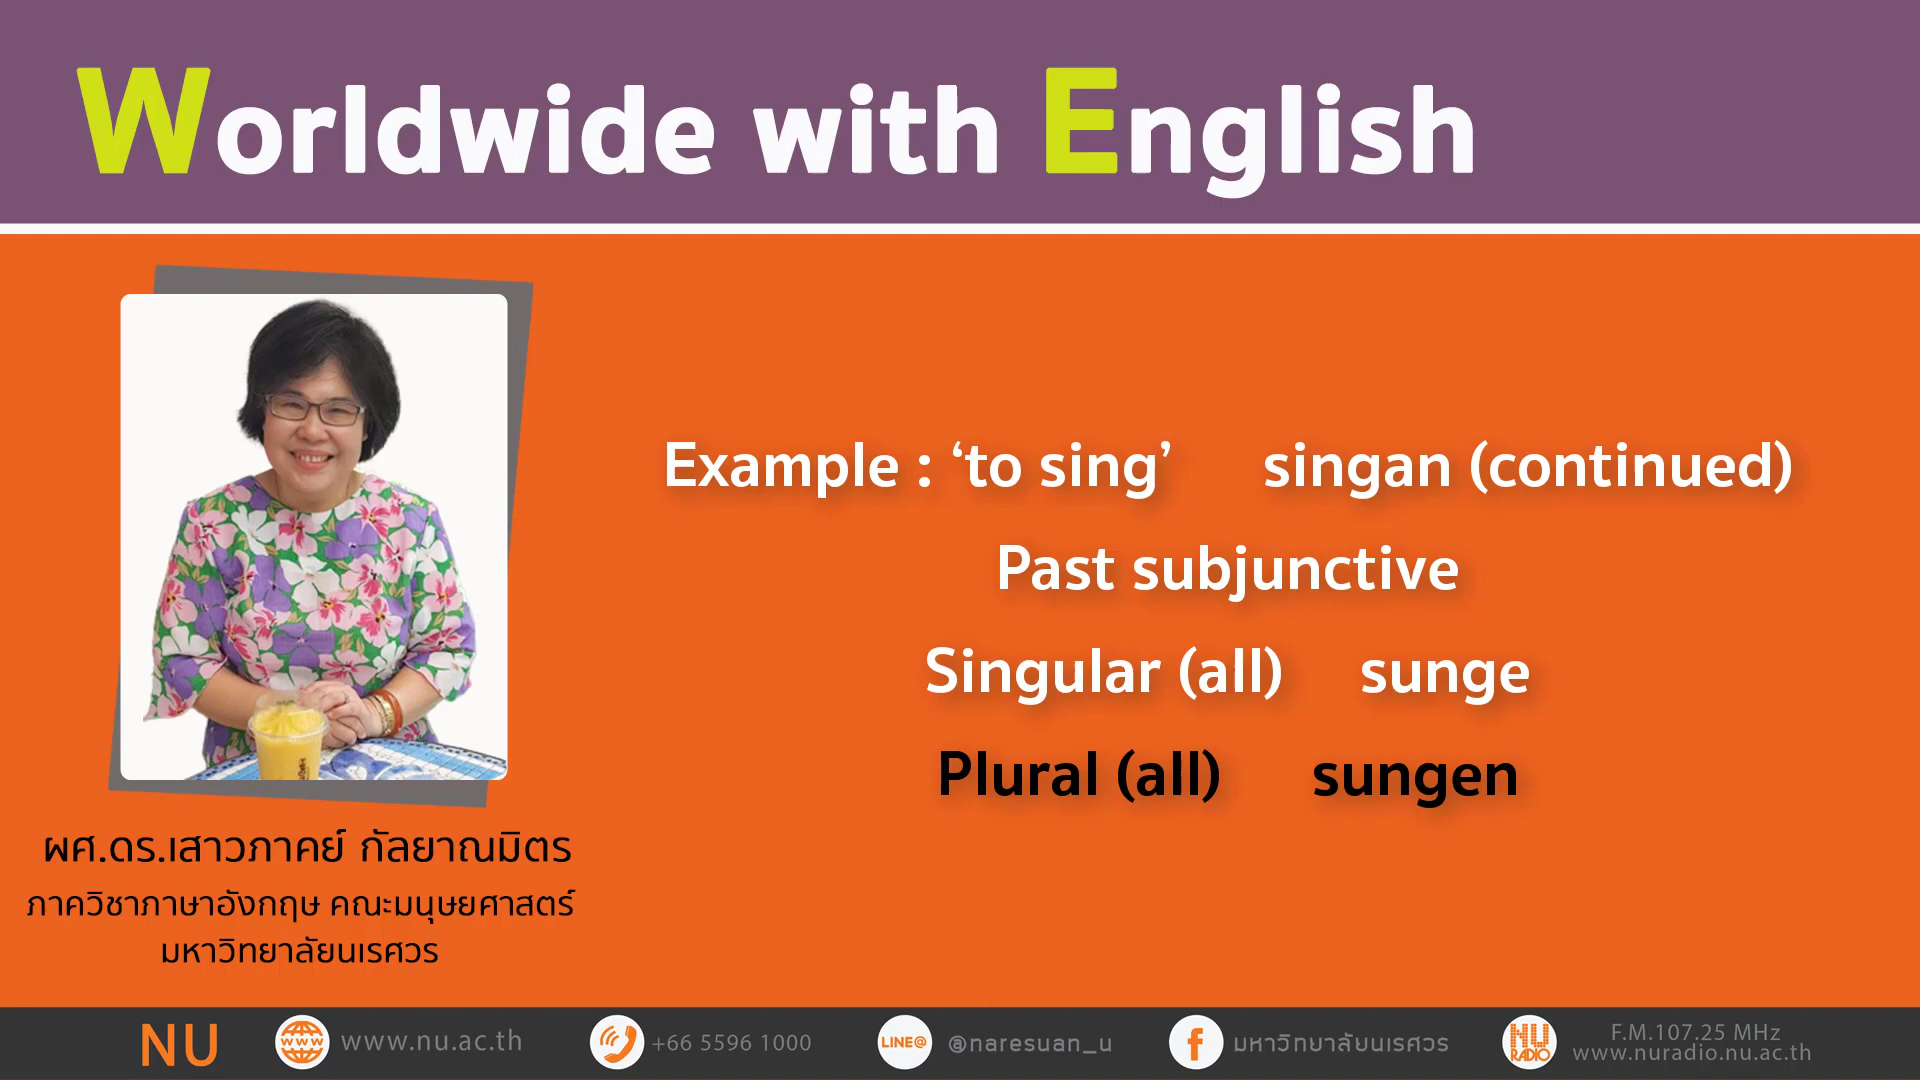 Worldwide with English
Example : ‘to sing’ singan (continued)
Past subjunctive
Singular (all) sunge
Plural (all) sungen
ผศ.ดร.เสาวภาคย์ กัลยาณมิตร
ภาควิชาภาษาอังกฤษ คณะมนุษยศาสตร์
มหาวิทยาลัยนเรศวร
NU
www
www.nu.ac.th
+66 5596 1000
LINE@
@naresuan_u
f
มหาวิทยาลัยนเรศวร
NU RADIO
F.M.107.25 MHz
www.nuradio.nu.ac.th